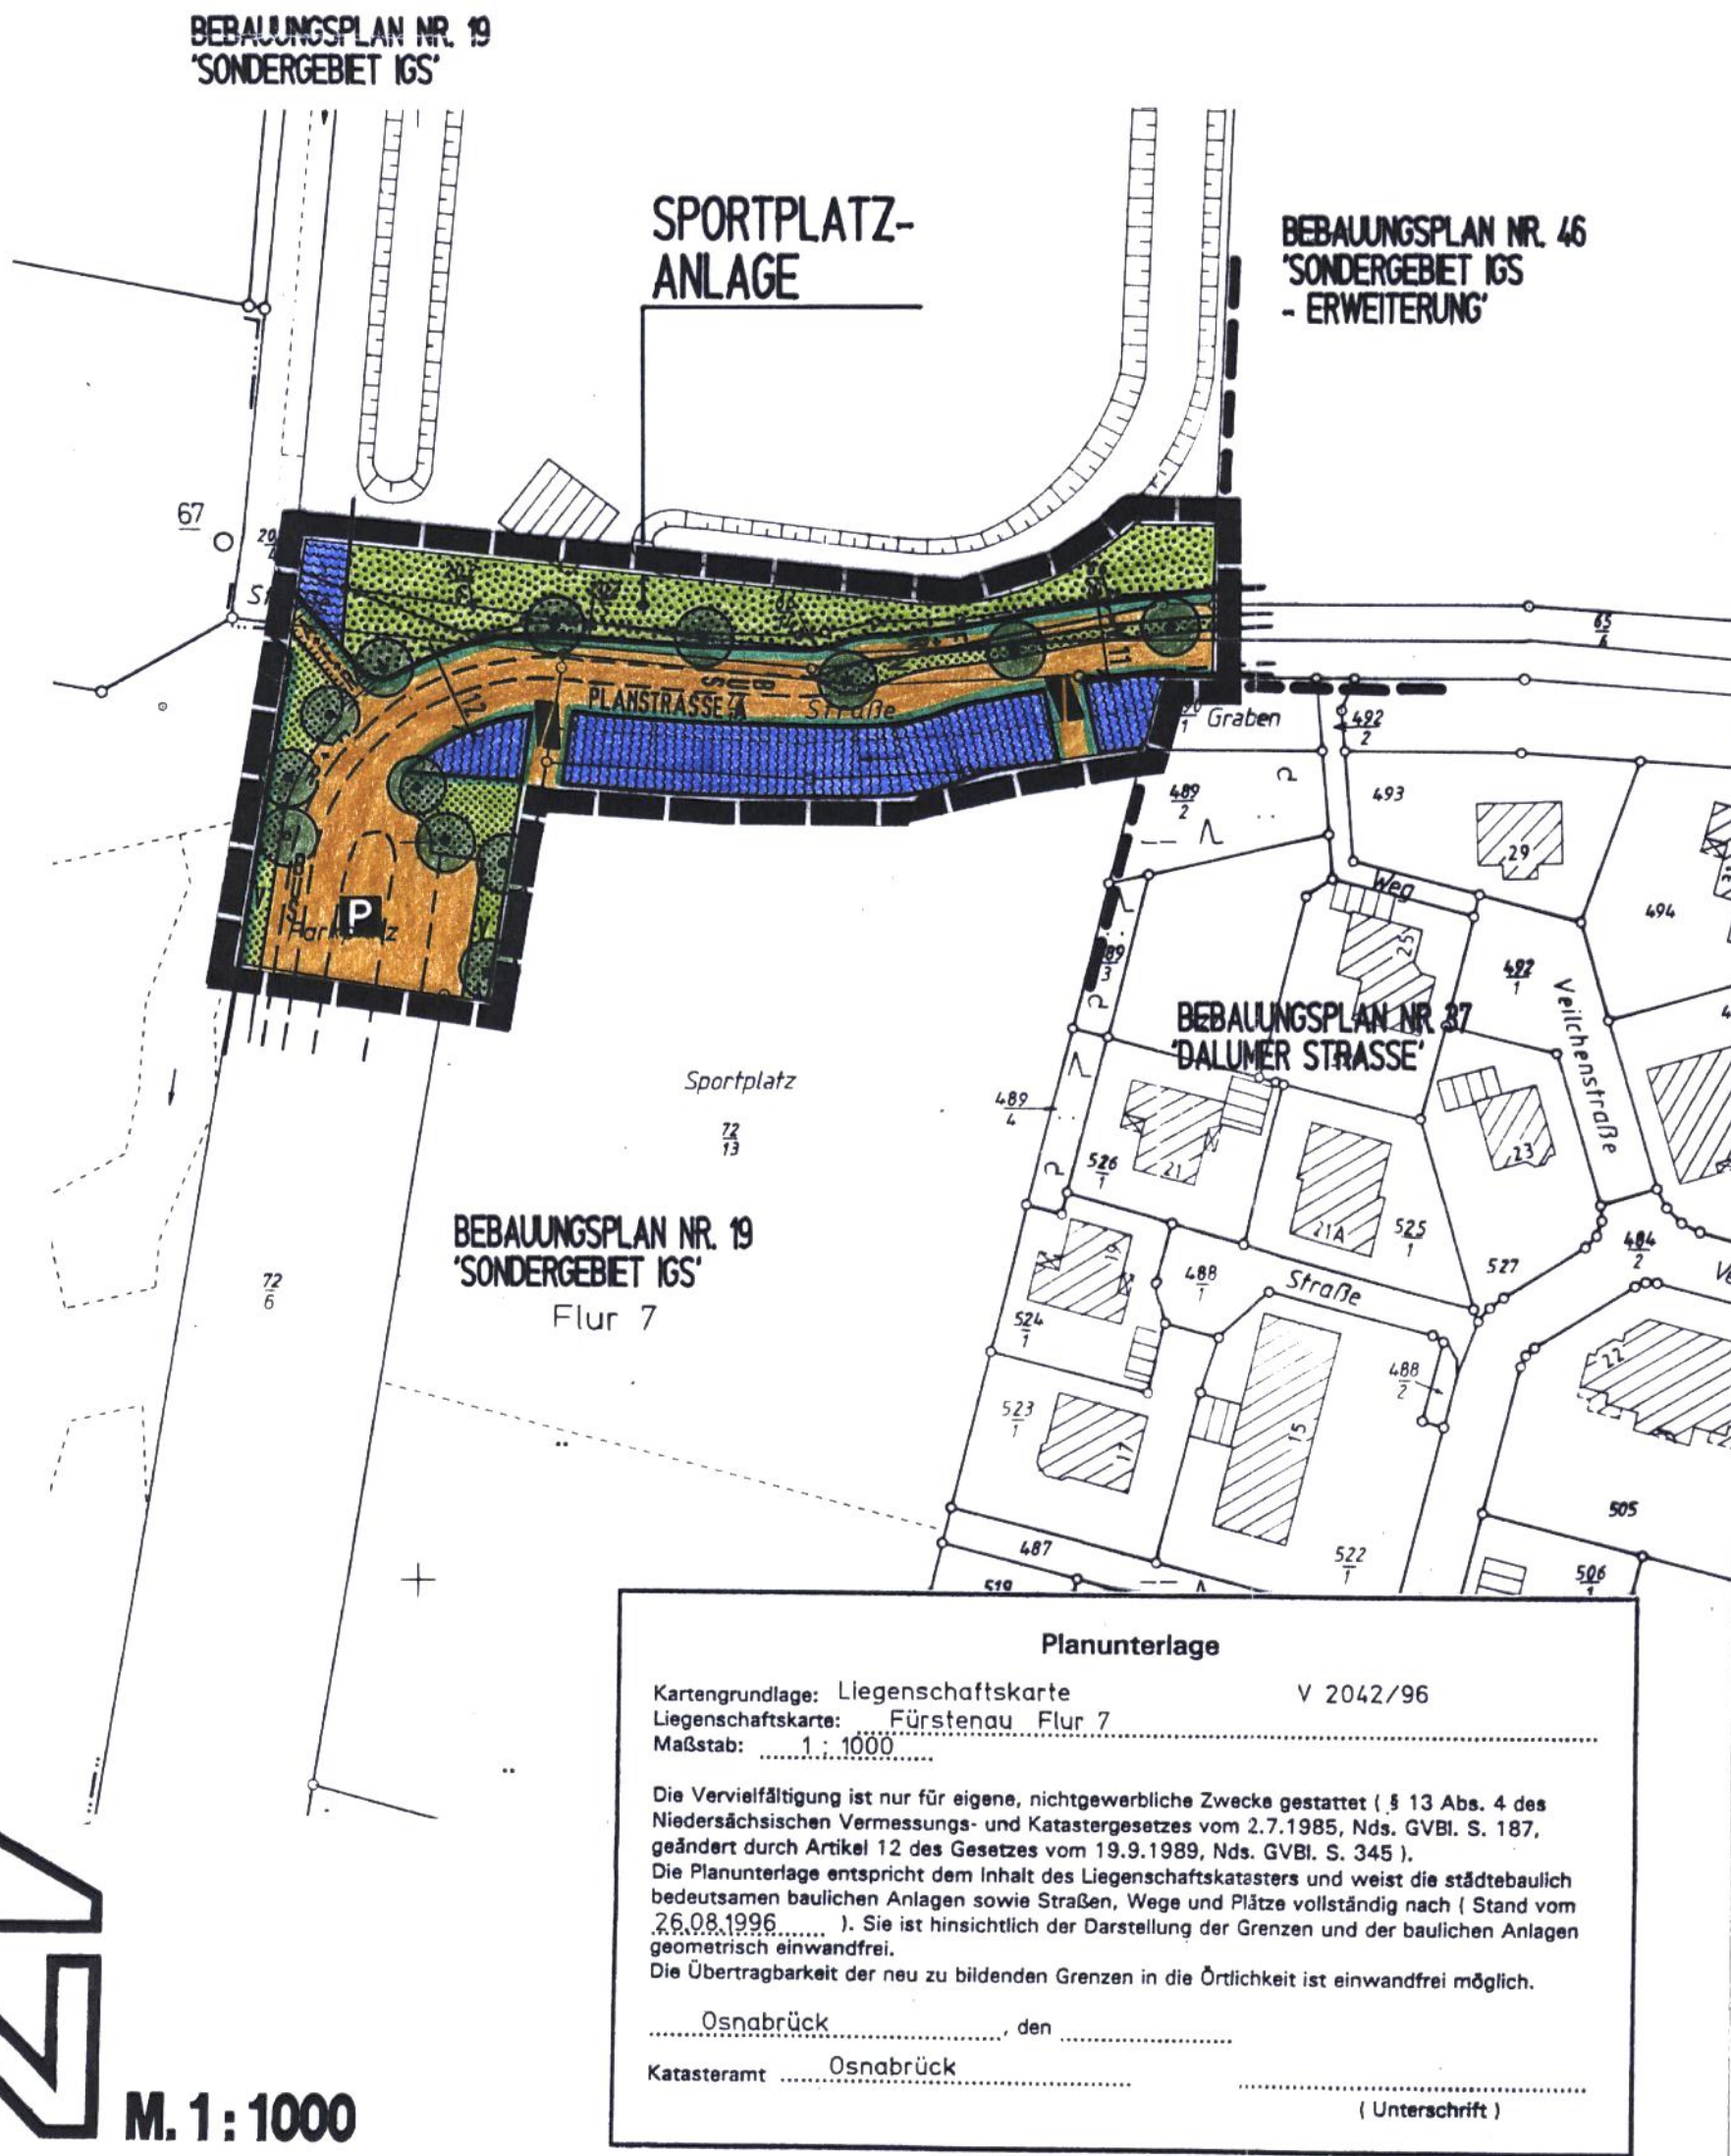 BEBAUUNGSPLAN NR. 19
'SONDERGEBIET IGS'
SPORTPLATZ-
ANLAGE
BEBAUUNGSPLAN NR. 46
'SONDERGEBIET IGS
- ERWEITERUNG'
67
65
4
PLANSTRASSE A
Straße
BUS
12
11
1
Graben
492
2
489
2
493
29
Weg
494
25
492
1
Veilchenstraße
P
BUS
BEBAUUNGSPLAN NR 37
'DALUMER STRASSE'
Sportplatz
72
13
489
4
526
1
21
21A
525
1
23
527
484
2
BEBAUUNGSPLAN NR. 19
'SONDERGEBIET IGS'
Flur 7
72
6
19
488
1
Straße
524
1
488
2
22
523
1
17
15
505
487
522
1
506
1
519
Planunterlage
Kartengrundlage: Liegenschaftskarte V 2042/96
Liegenschaftskarte: Fürstenau Flur 7
Maßstab: 1 : 1000
Die Vervielfältigung ist nur für eigene, nichtgewerbliche Zwecke gestattet ( § 13 Abs. 4 des
Niedersächsischen Vermessungs- und Katastergesetzes vom 2.7.1985, Nds. GVBl. S. 187,
geändert durch Artikel 12 des Gesetzes vom 19.9.1989, Nds. GVBl. S. 345 ).
Die Planunterlage entspricht dem Inhalt des Liegenschaftskatasters und weist die städtebaulich
bedeutsamen baulichen Anlagen sowie Straßen, Wege und Plätze vollständig nach ( Stand vom
26.08.1996 ). Sie ist hinsichtlich der Darstellung der Grenzen und der baulichen Anlagen
geometrisch einwandfrei.
Die Übertragbarkeit der neu zu bildenden Grenzen in die Örtlichkeit ist einwandfrei möglich.
Osnabrück, den
Katasteramt Osnabrück
( Unterschrift )
M. 1 : 1000